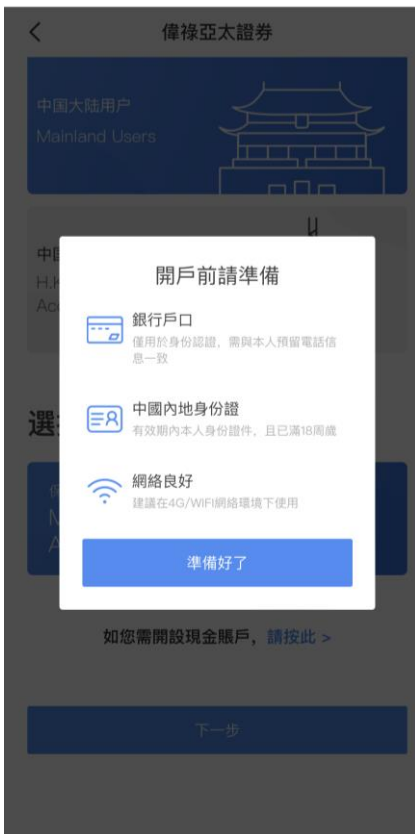 偉祿亞太證券
中国大陆用户
Mainland Users
中
H.K
Acc
開戶前請準備
銀行戶口
僅用於身份認證，需與本人預留電話信
息一致
中國內地身份證
有效期內本人身份證件，且已滿18周歲
網絡良好
建議在4G/WIFI網絡環境下使用
準備好了
選
M
A
如您需開設現金賬戶，請按此 >
下一步